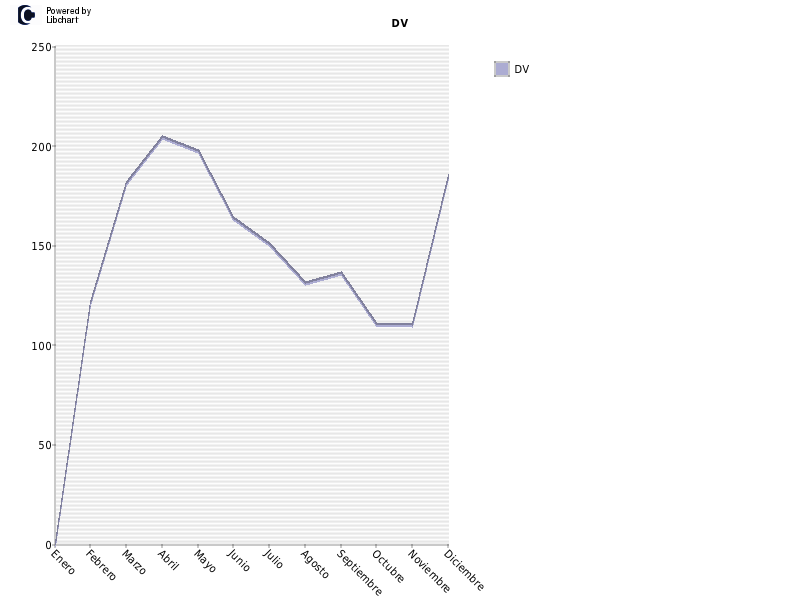 Powered by
Libchart
DV
DV
250
200
150
100
50
0
Enero
Febrero
Marzo
Abril
Mayo
Junio
Julio
Agosto
Septiembre
Octubre
Noviembre
Diciembre